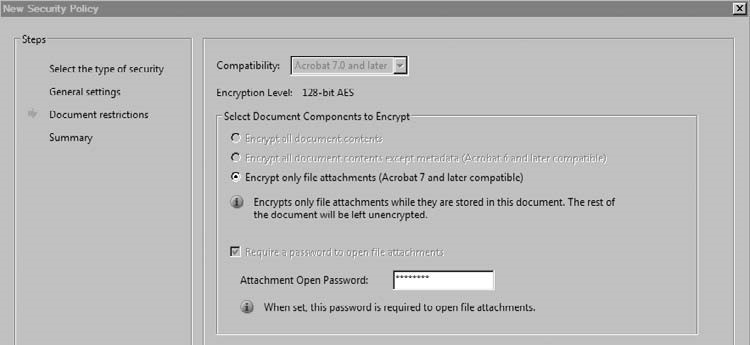 New Security Policy
Steps
Select the type of security
General settings
Document restrictions
Summary
Compatibility: Acrobat 7.0 and later
Encryption Level: 128-bit AES
Select Document Components to Encrypt
Encrypt all document contents
Encrypt all document contents except metadata (Acrobat 6 and later compatible)
Encrypt only file attachments (Acrobat 7 and later compatible)
Encrypts only file attachments while they are stored in this document. The rest of
the document will be left unencrypted.
Require a password to open file attachments
Attachment Open Password: ********
When set, this password is required to open file attachments.